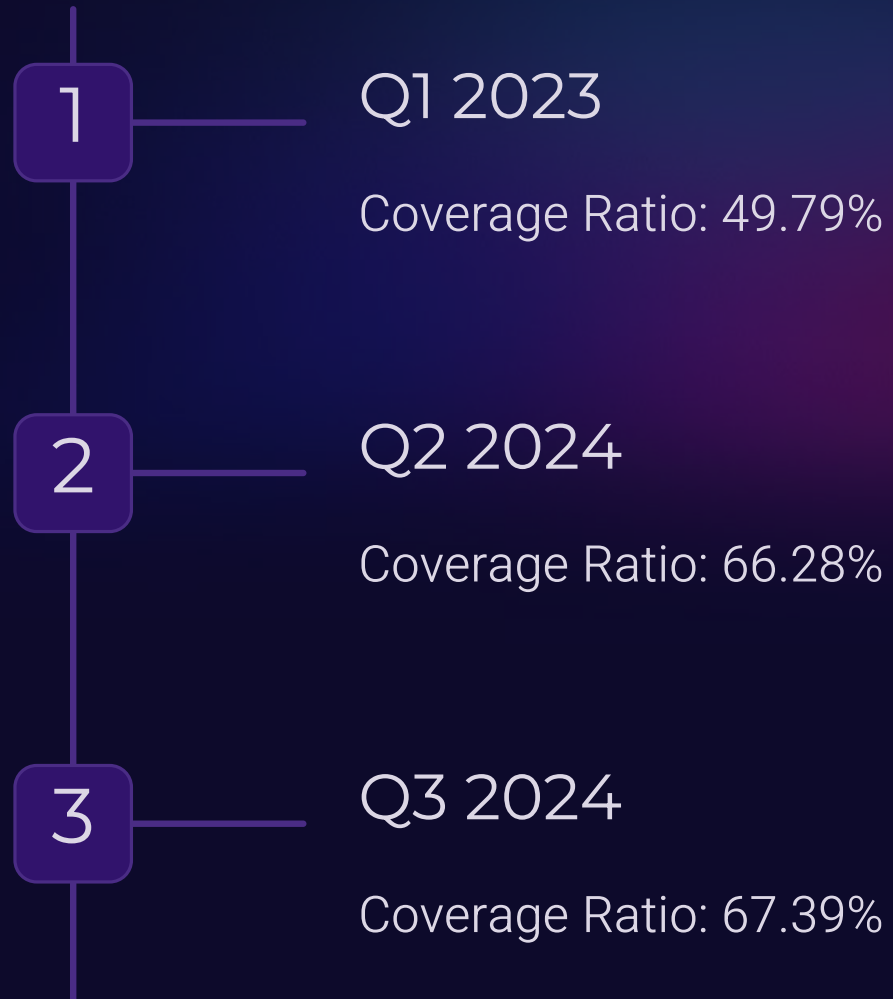 1
Q1 2023
Coverage Ratio: 49.79%
2
Q2 2024
Coverage Ratio: 66.28%
3
Q3 2024
Coverage Ratio: 67.39%